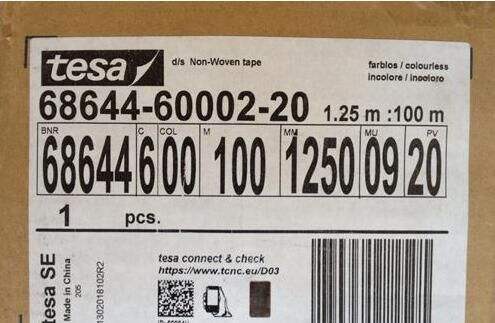 tesa
d/s Non-Woven tape
farblos / colourless
incolore / incoloro
68644-60002-20 1.25 m :100 m
BNR C COL M MM MU PV
68644 6 00 100 1250 09 20
1 pcs.
tesa connect & check
https://www.tcnc.eu/D03
tesa SE
Made in China
205
1302018102R2